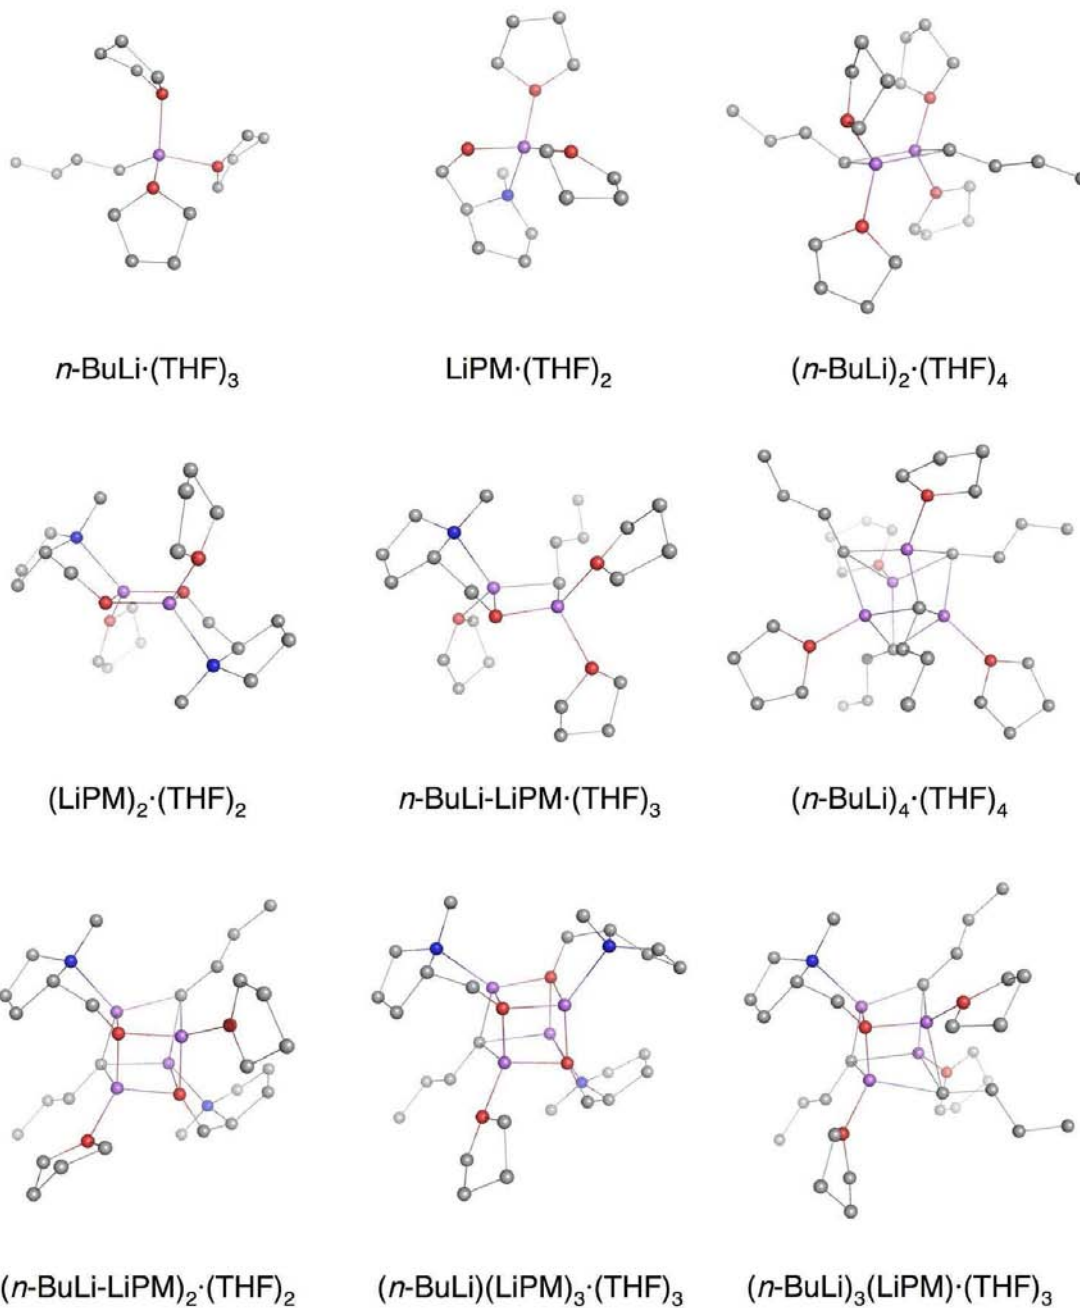 n-BuLi·(THF)₃
LiPM·(THF)₂
(n-BuLi)₂·(THF)₄
(LiPM)₂·(THF)₂
n-BuLi-LiPM·(THF)₃
(n-BuLi)₄·(THF)₄
(n-BuLi-LiPM)₂·(THF)₂
(n-BuLi)(LiPM)₃·(THF)₃
(n-BuLi)₃(LiPM)·(THF)₃